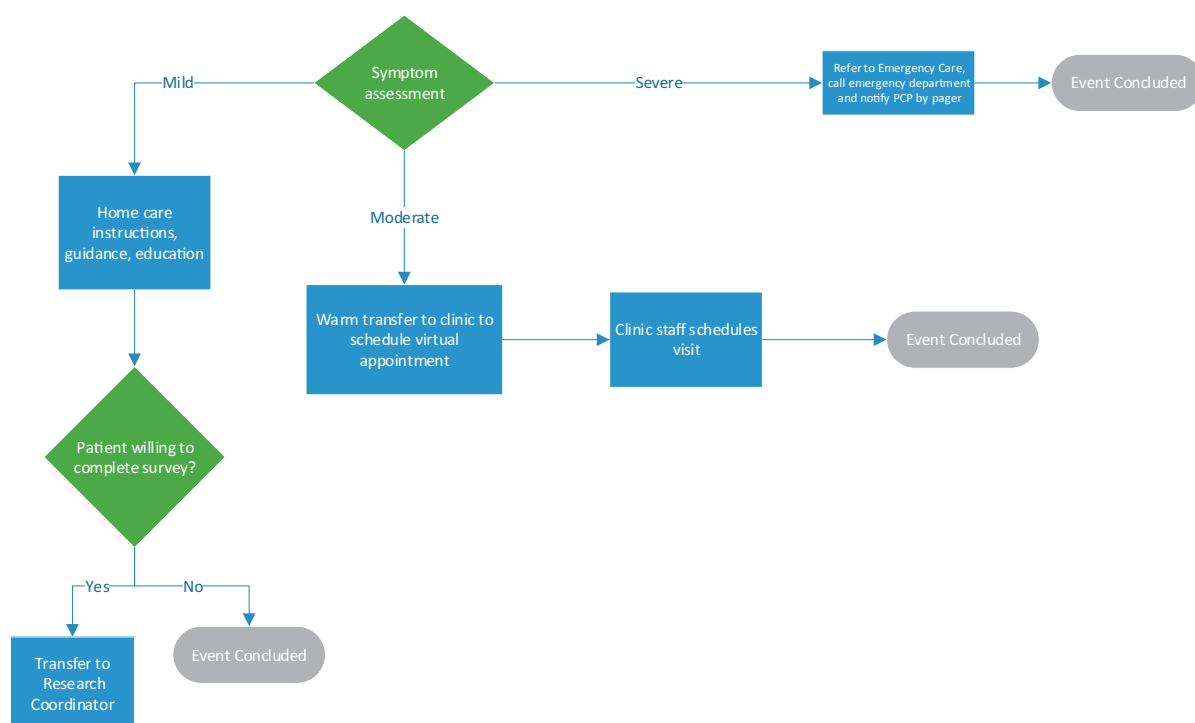 Symptom
assessment
Mild
Severe
Refer to Emergency Care,
call emergency department
and notify PCP by pager
Event Concluded
Home care
instructions,
guidance, education
Moderate
Warm transfer to clinic to
schedule virtual
appointment
Clinic staff schedules
visit
Event Concluded
Patient willing to
complete survey?
Yes
No
Event Concluded
Transfer to
Research
Coordinator